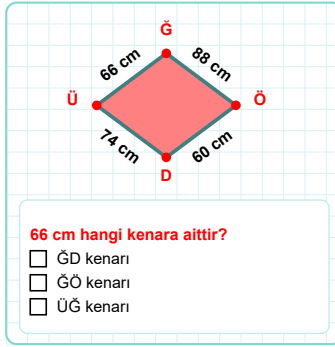 Ğ
66 cm
88 cm
Ü
Ö
74 cm
60 cm
D
66 cm hangi kenara aittir?
ĞD kenarı
ĞÖ kenarı
ÜĞ kenarı